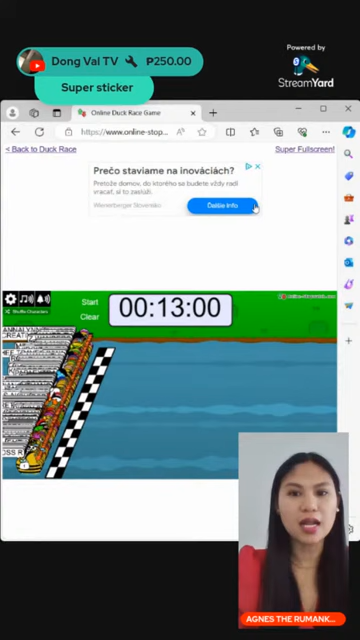 Dong Val TV
₱250.00
Super sticker
Powered by
StreamYard
Online Duck Race Game
https://www.online-stop...
< Back to Duck Race
Super Fullscreen!
Prečo staviame na inováciách?
Pretože domov, do ktorého sa budete vždy radi
vracať, si to zaslúži.
Wienerberger Slovensko
Ďalšie info
Start
Clear
00:13:00
Shuffle Characters
AGNES THE RUMANK...